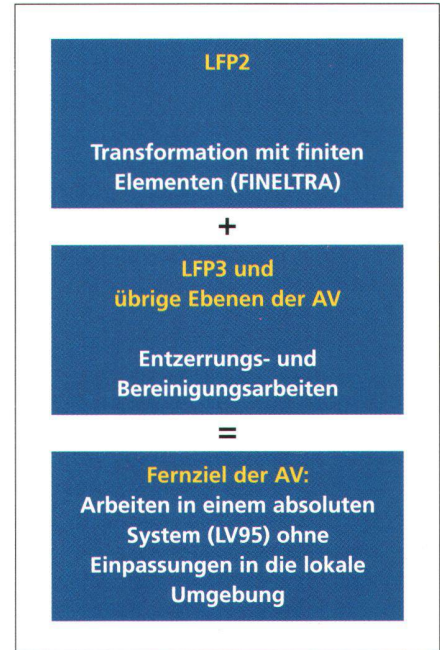 LFP2
Transformation mit finiten
Elementen (FINELTRA)
+
LFP3 und
übrige Ebenen der AV
Entzerrungs- und
Bereinigungsarbeiten
=
Fernziel der AV:
Arbeiten in einem absoluten
System (LV95) ohne
Einpassungen in die lokale
Umgebung